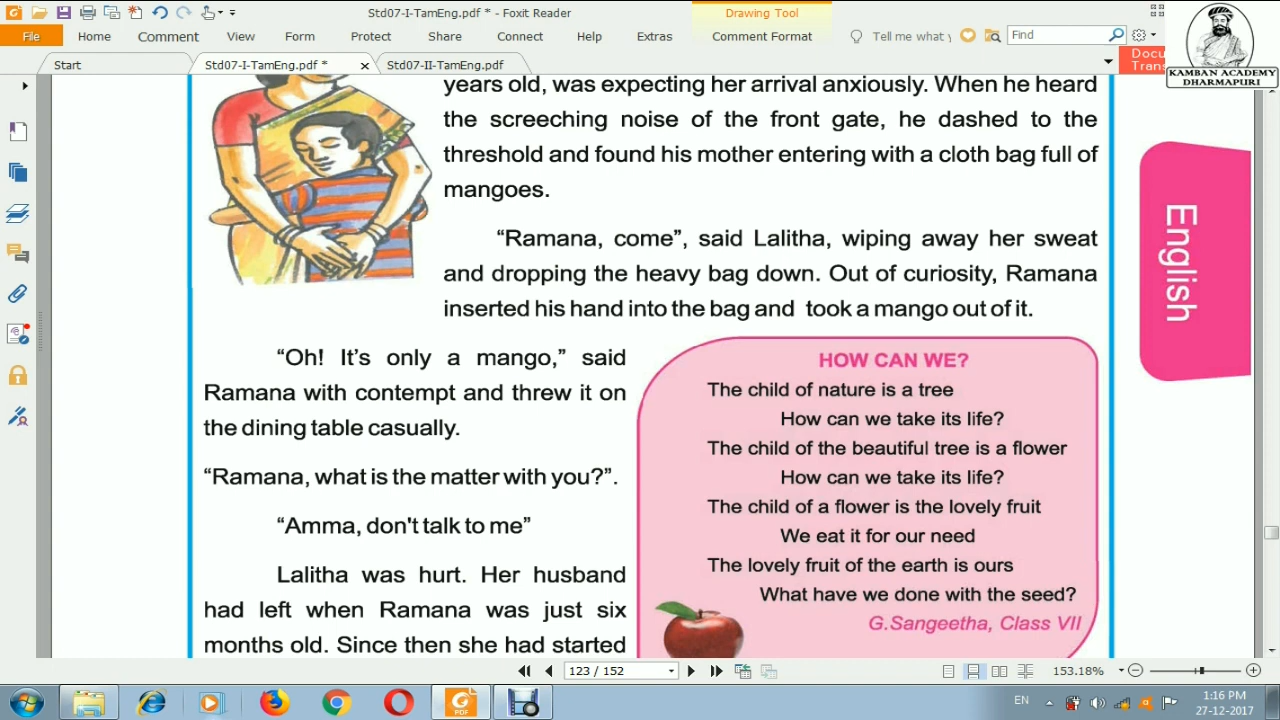 Std07-I-TamEng.pdf * - Foxit Reader
Drawing Tool
File Home Comment View Form Protect Share Connect Help Extras Comment Format Tell me what y Find
KAMBAN ACADEMY
DHARMAPURI
Start Std07-I-TamEng.pdf * Std07-II-TamEng.pdf
years old, was expecting her arrival anxiously. When he heard
the screeching noise of the front gate, he dashed to the
threshold and found his mother entering with a cloth bag full of
mangoes.
“Ramana, come”, said Lalitha, wiping away her sweat
and dropping the heavy bag down. Out of curiosity, Ramana
inserted his hand into the bag and took a mango out of it.
English
“Oh! It’s only a mango,” said
Ramana with contempt and threw it on
the dining table casually.
“Ramana, what is the matter with you?”.
“Amma, don't talk to me”
Lalitha was hurt. Her husband
had left when Ramana was just six
months old. Since then she had started
HOW CAN WE?
The child of nature is a tree
How can we take its life?
The child of the beautiful tree is a flower
How can we take its life?
The child of a flower is the lovely fruit
We eat it for our need
The lovely fruit of the earth is ours
What have we done with the seed?
G.Sangeetha, Class VII
123 / 152
153.18%
EN
1:16 PM
27-12-2017